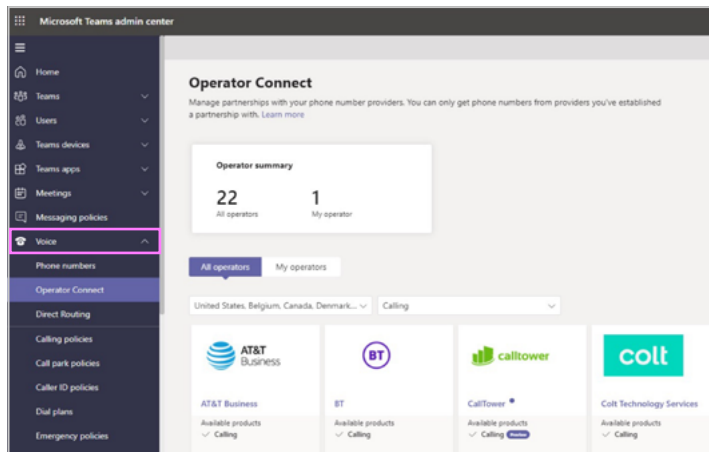 Microsoft Teams admin center
Home
Teams
Users
Teams devices
Teams apps
Meetings
Messaging policies
Voice
Phone numbers
Operator Connect
Direct Routing
Calling policies
Call park policies
Caller ID policies
Dial plans
Emergency policies
Operator Connect
Manage partnerships with your phone number providers. You can only get phone numbers from providers you've established
a partnership with. Learn more
Operator summary
22
All operators
1
My operator
All operators
My operators
United States, Belgium, Canada, Denmark...
Calling
AT&T
Business
BT
calltower
colt
AT&T Business
BT
CallTower
Colt Technology Services
Available products
Calling
Available products
Calling
Available products
Calling
Available products
Calling